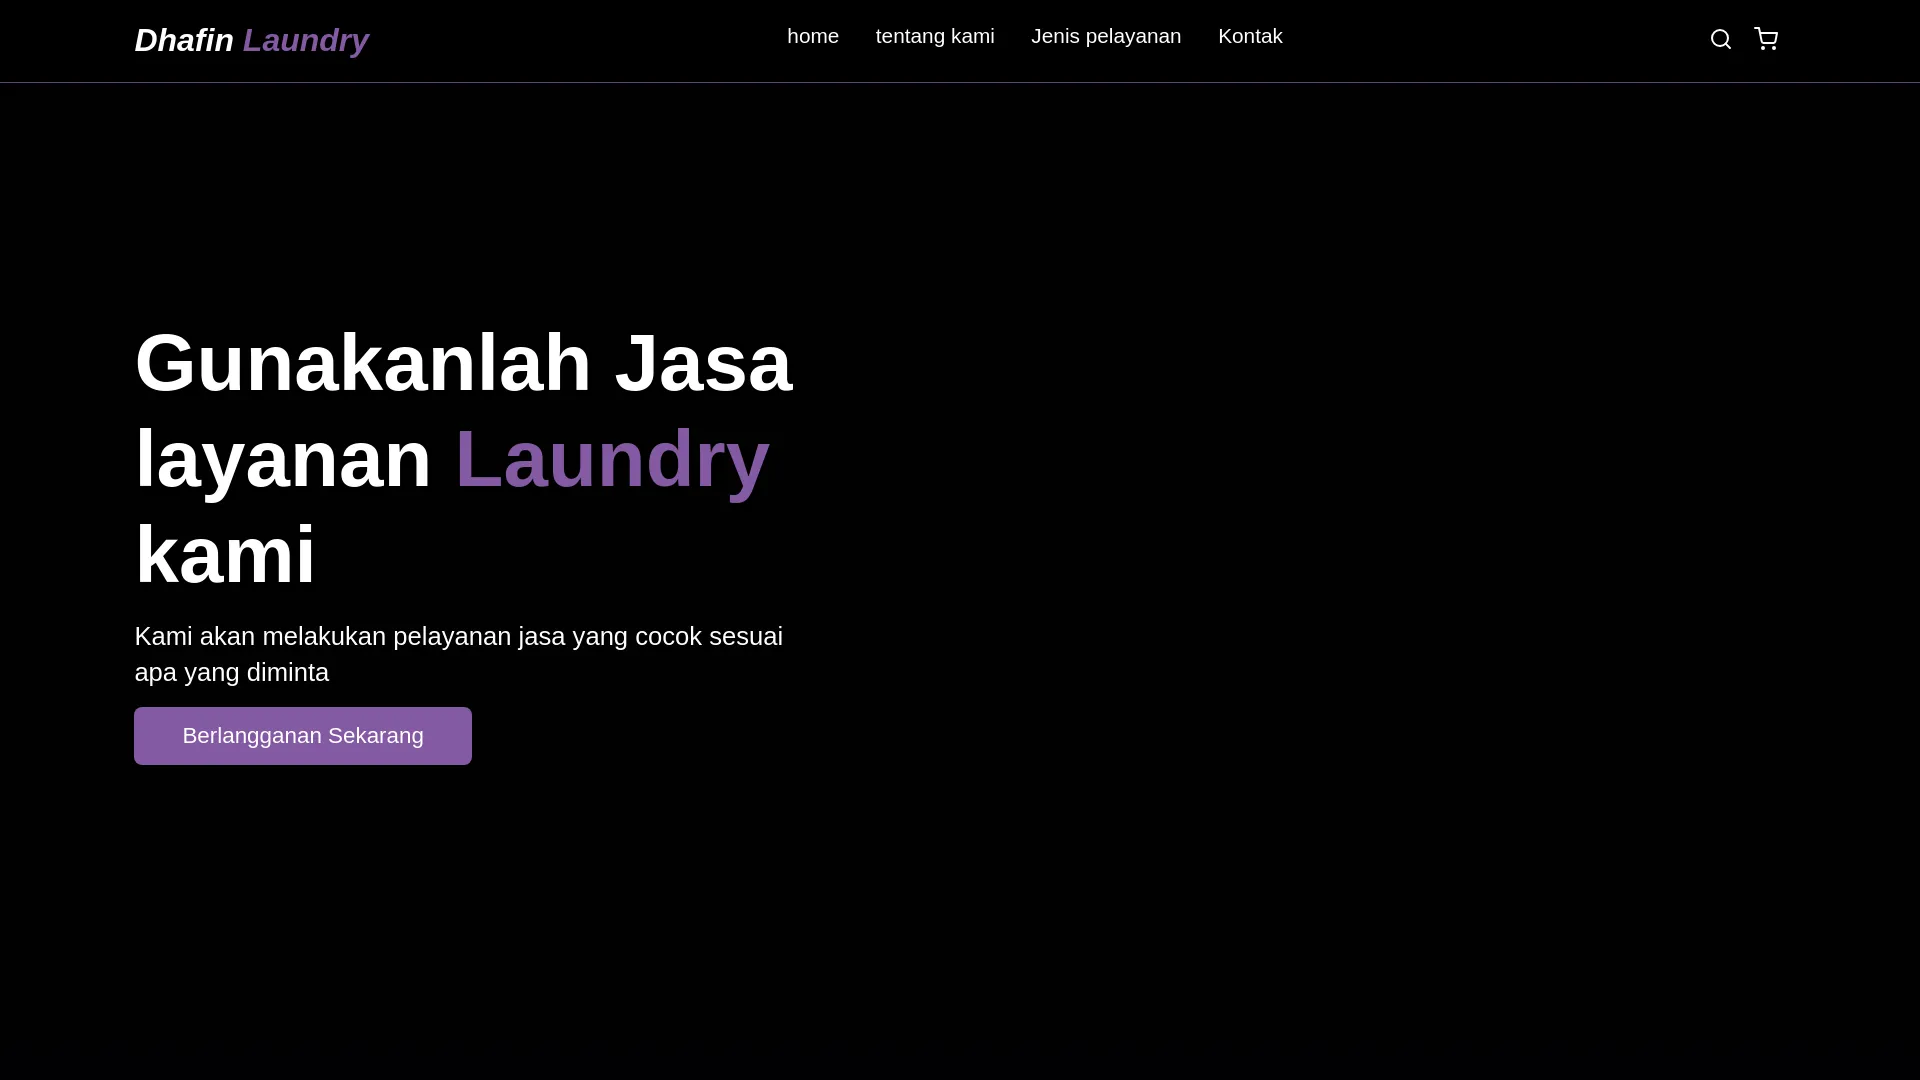 Dhafin Laundry
home tentang kami Jenis pelayanan Kontak
Gunakanlah Jasa
layanan Laundry
kami
Kami akan melakukan pelayanan jasa yang cocok sesuai
apa yang diminta
Berlangganan Sekarang